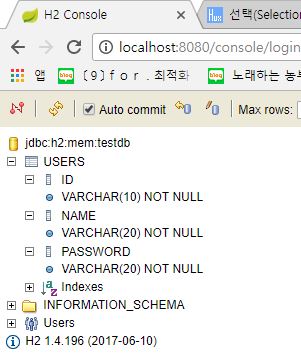 H2 Console
Hux
선택(Selection
localhost:8080/console/login
앱
blog
(9)for.최적화
blog
노래하는 농부
Auto commit
Max rows:
jdbc:h2:mem:testdb
USERS
ID
VARCHAR(10) NOT NULL
NAME
VARCHAR(20) NOT NULL
PASSWORD
VARCHAR(20) NOT NULL
Indexes
INFORMATION_SCHEMA
Users
H2 1.4.196 (2017-06-10)